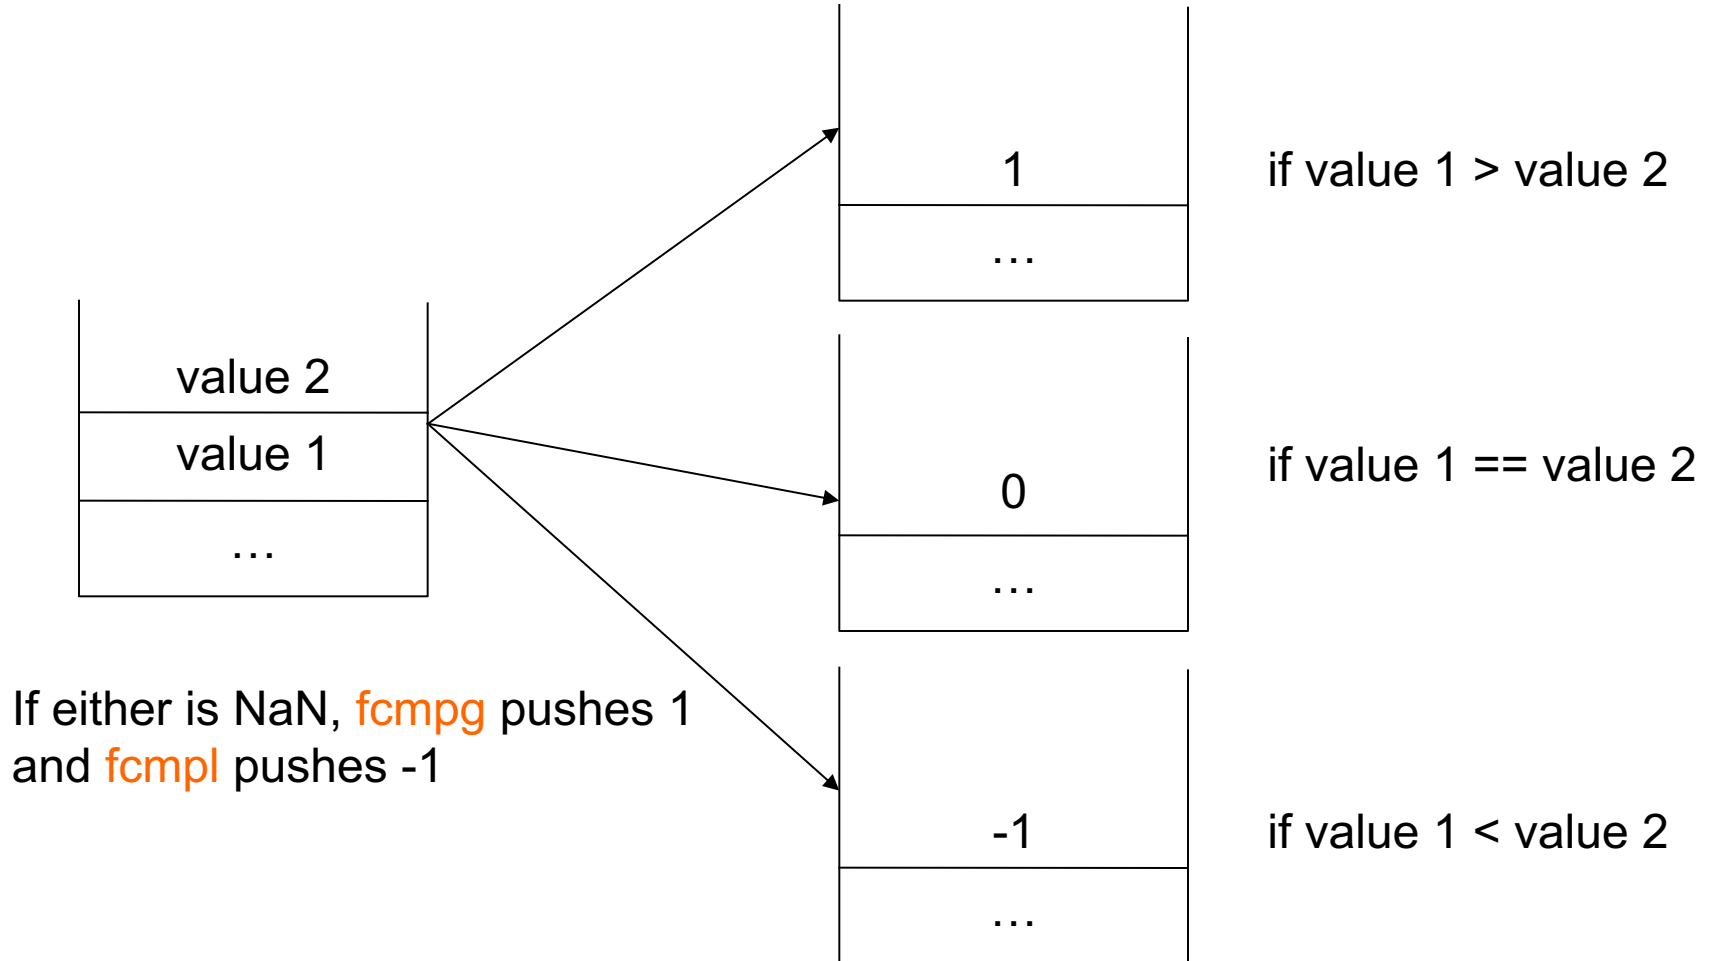 1
if value 1 > value 2
…
value 2
value 1
…
0
if value 1 == value 2
…
If either is NaN, fcmpg pushes 1
and fcmpl pushes -1
-1
if value 1 < value 2
…